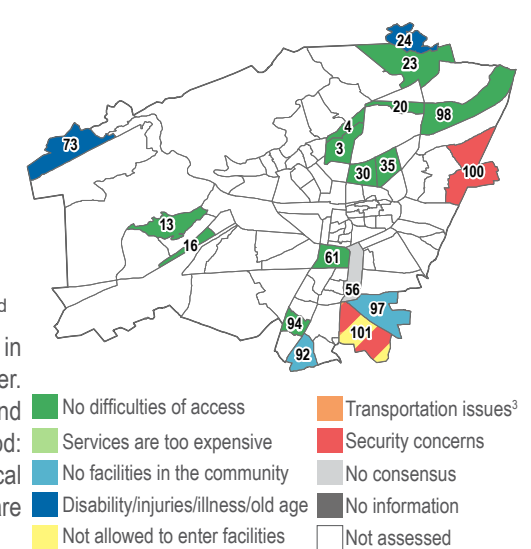 24
23
20
98
4
3
73
30 35
100
13
16
61
56
97
94
101
92
d
in
er.
nd
od:
cal
are
No difficulties of access
Services are too expensive
No facilities in the community
Disability/injuries/illness/old age
Not allowed to enter facilities
Transportation issues³
Security concerns
No consensus
No information
Not assessed